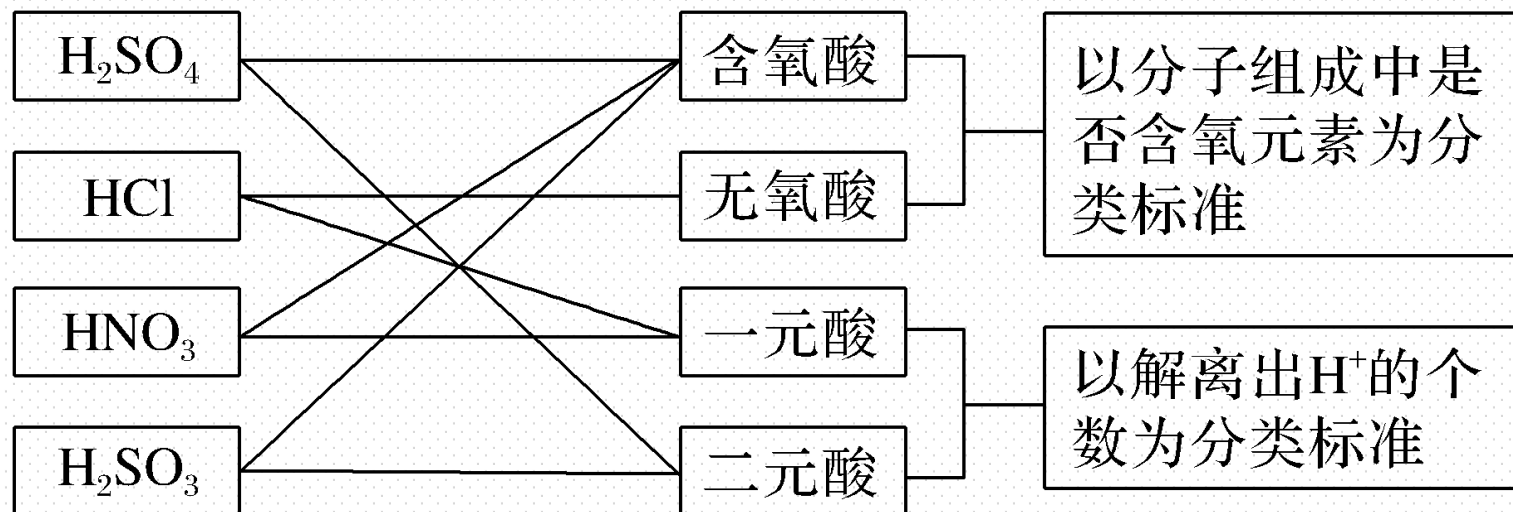 H₂SO₄
HCl
HNO₃
H₂SO₃
含氧酸
无氧酸
一元酸
二元酸
以分子组成中是
否含氧元素为分
类标准
以解离出H⁺的个
数为分类标准